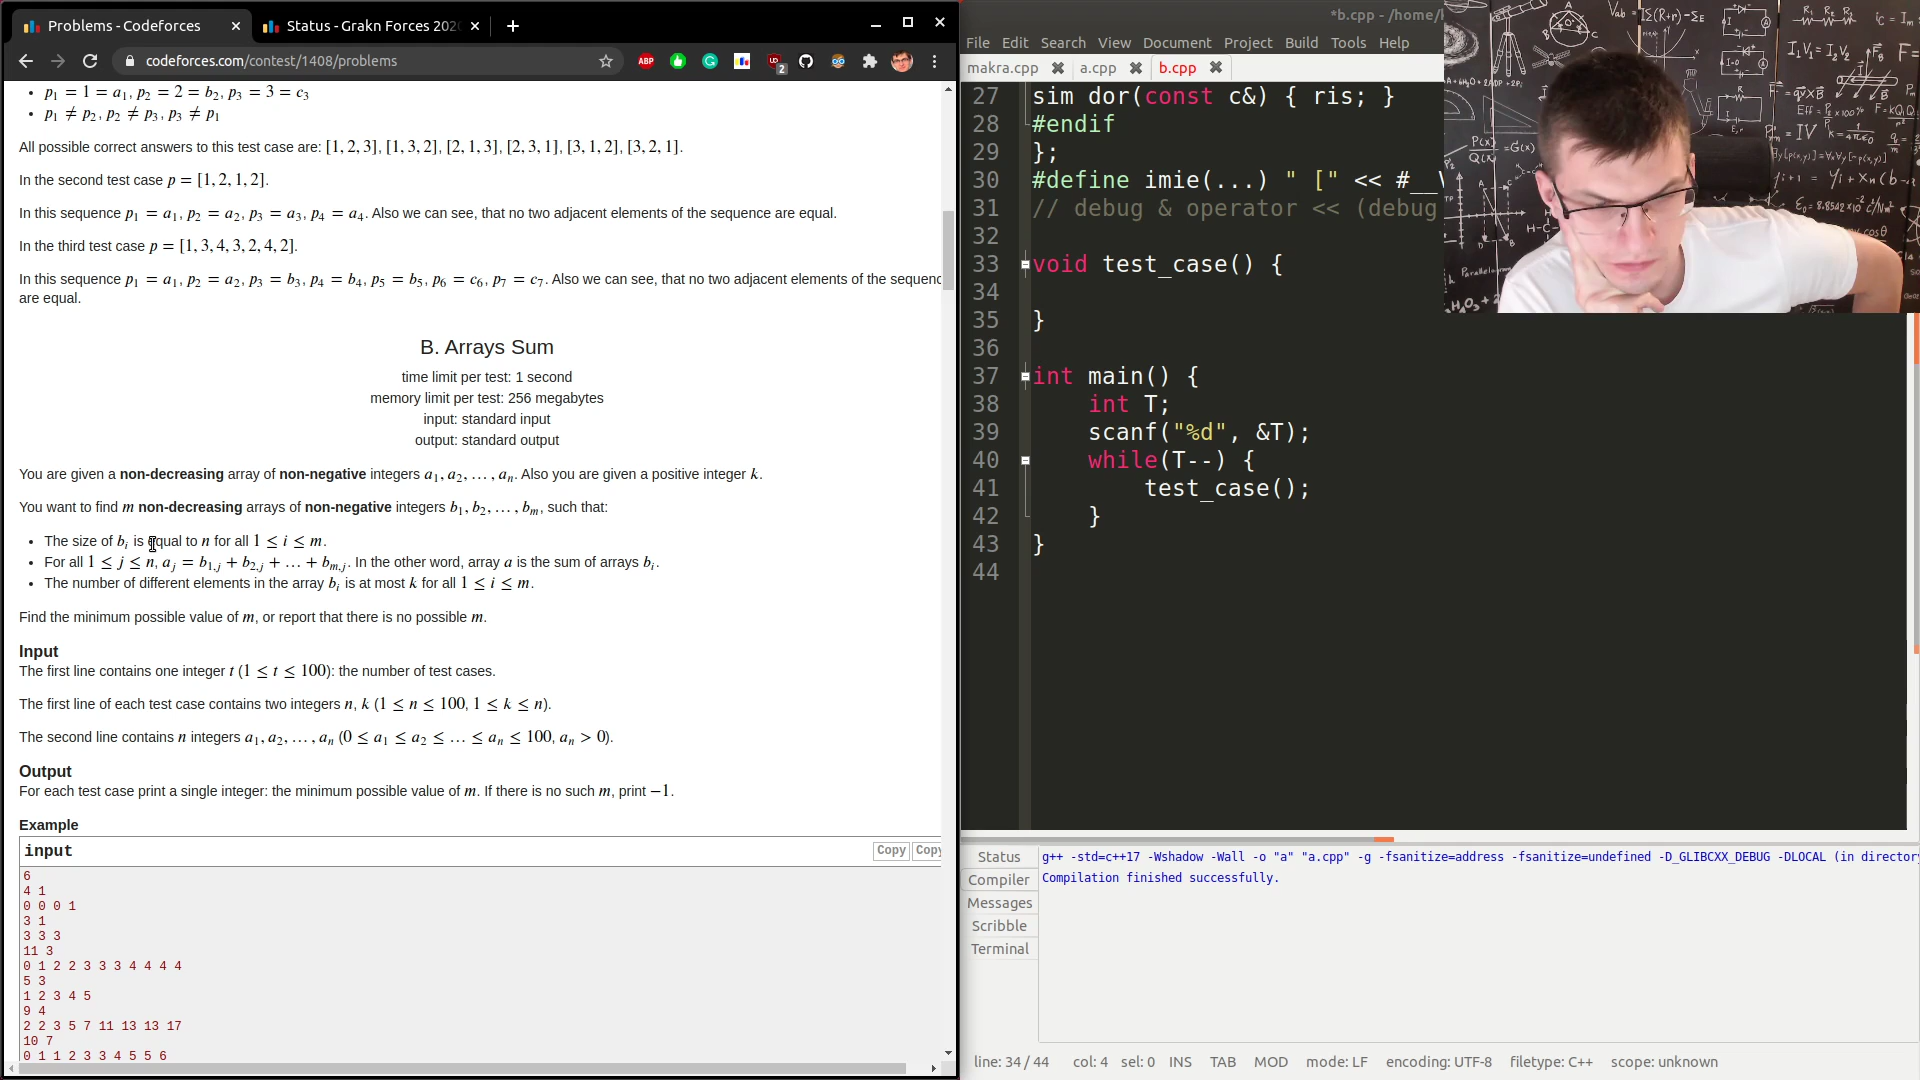 Problems - Codeforces
Status - Grakn Forces 202
codeforces.com/contest/1408/problems
ABP
2
• p₁ = 1 = a₁, p₂ = 2 = b₂, p₃ = 3 = c₃
• p₁ ≠ p₂, p₂ ≠ p₃, p₃ ≠ p₁
All possible correct answers to this test case are: [1, 2, 3], [1, 3, 2], [2, 1, 3], [2, 3, 1], [3, 1, 2], [3, 2, 1].
In the second test case p = [1, 2, 1, 2].
In this sequence p₁ = a₁, p₂ = a₂, p₃ = a₃, p₄ = a₄. Also we can see, that no two adjacent elements of the sequence are equal.
In the third test case p = [1, 3, 4, 3, 2, 4, 2].
In this sequence p₁ = a₁, p₂ = a₂, p₃ = b₃, p₄ = b₄, p₅ = b₅, p₆ = c₆, p₇ = c₇. Also we can see, that no two adjacent elements of the sequenc
are equal.
B. Arrays Sum
time limit per test: 1 second
memory limit per test: 256 megabytes
input: standard input
output: standard output
You are given a non-decreasing array of non-negative integers a₁, a₂, …, aₙ. Also you are given a positive integer k.
You want to find m non-decreasing arrays of non-negative integers b₁, b₂, …, bₘ, such that:
• The size of bᵢ is equal to n for all 1 ≤ i ≤ m.
• For all 1 ≤ j ≤ n, aⱼ = b₁,ⱼ + b₂,ⱼ + … + bₘ,ⱼ. In the other word, array a is the sum of arrays bᵢ.
• The number of different elements in the array bᵢ is at most k for all 1 ≤ i ≤ m.
Find the minimum possible value of m, or report that there is no possible m.
Input
The first line contains one integer t (1 ≤ t ≤ 100): the number of test cases.
The first line of each test case contains two integers n, k (1 ≤ n ≤ 100, 1 ≤ k ≤ n).
The second line contains n integers a₁, a₂, …, aₙ (0 ≤ a₁ ≤ a₂ ≤ … ≤ aₙ ≤ 100, aₙ > 0).
Output
For each test case print a single integer: the minimum possible value of m. If there is no such m, print −1.
Example
input
Copy Copy
6
4 1
0 0 0 1
3 1
3 3 3
11 3
0 1 2 2 3 3 3 4 4 4 4
5 3
1 2 3 4 5
9 4
2 2 3 5 7 11 13 13 17
10 7
0 1 1 2 3 3 4 5 5 6
*b.cpp - /home/
File Edit Search View Document Project Build Tools Help
makra.cpp a.cpp b.cpp
27 sim dor(const c&) { ris; }
28 #endif
29 };
30 #define imie(...) " [" << #__
31 // debug & operator << (debug
32
33 void test_case() {
34
35 }
36
37 int main() {
38 int T;
39 scanf("%d", &T);
40 while(T--) {
41 test_case();
42 }
43 }
44
Status
Compiler
Messages
Scribble
Terminal
g++ -std=c++17 -Wshadow -Wall -o "a" "a.cpp" -g -fsanitize=address -fsanitize=undefined -D_GLIBCXX_DEBUG -DLOCAL (in director
Compilation finished successfully.
line: 34 / 44 col: 4 sel: 0 INS TAB MOD mode: LF encoding: UTF-8 filetype: C++ scope: unknown